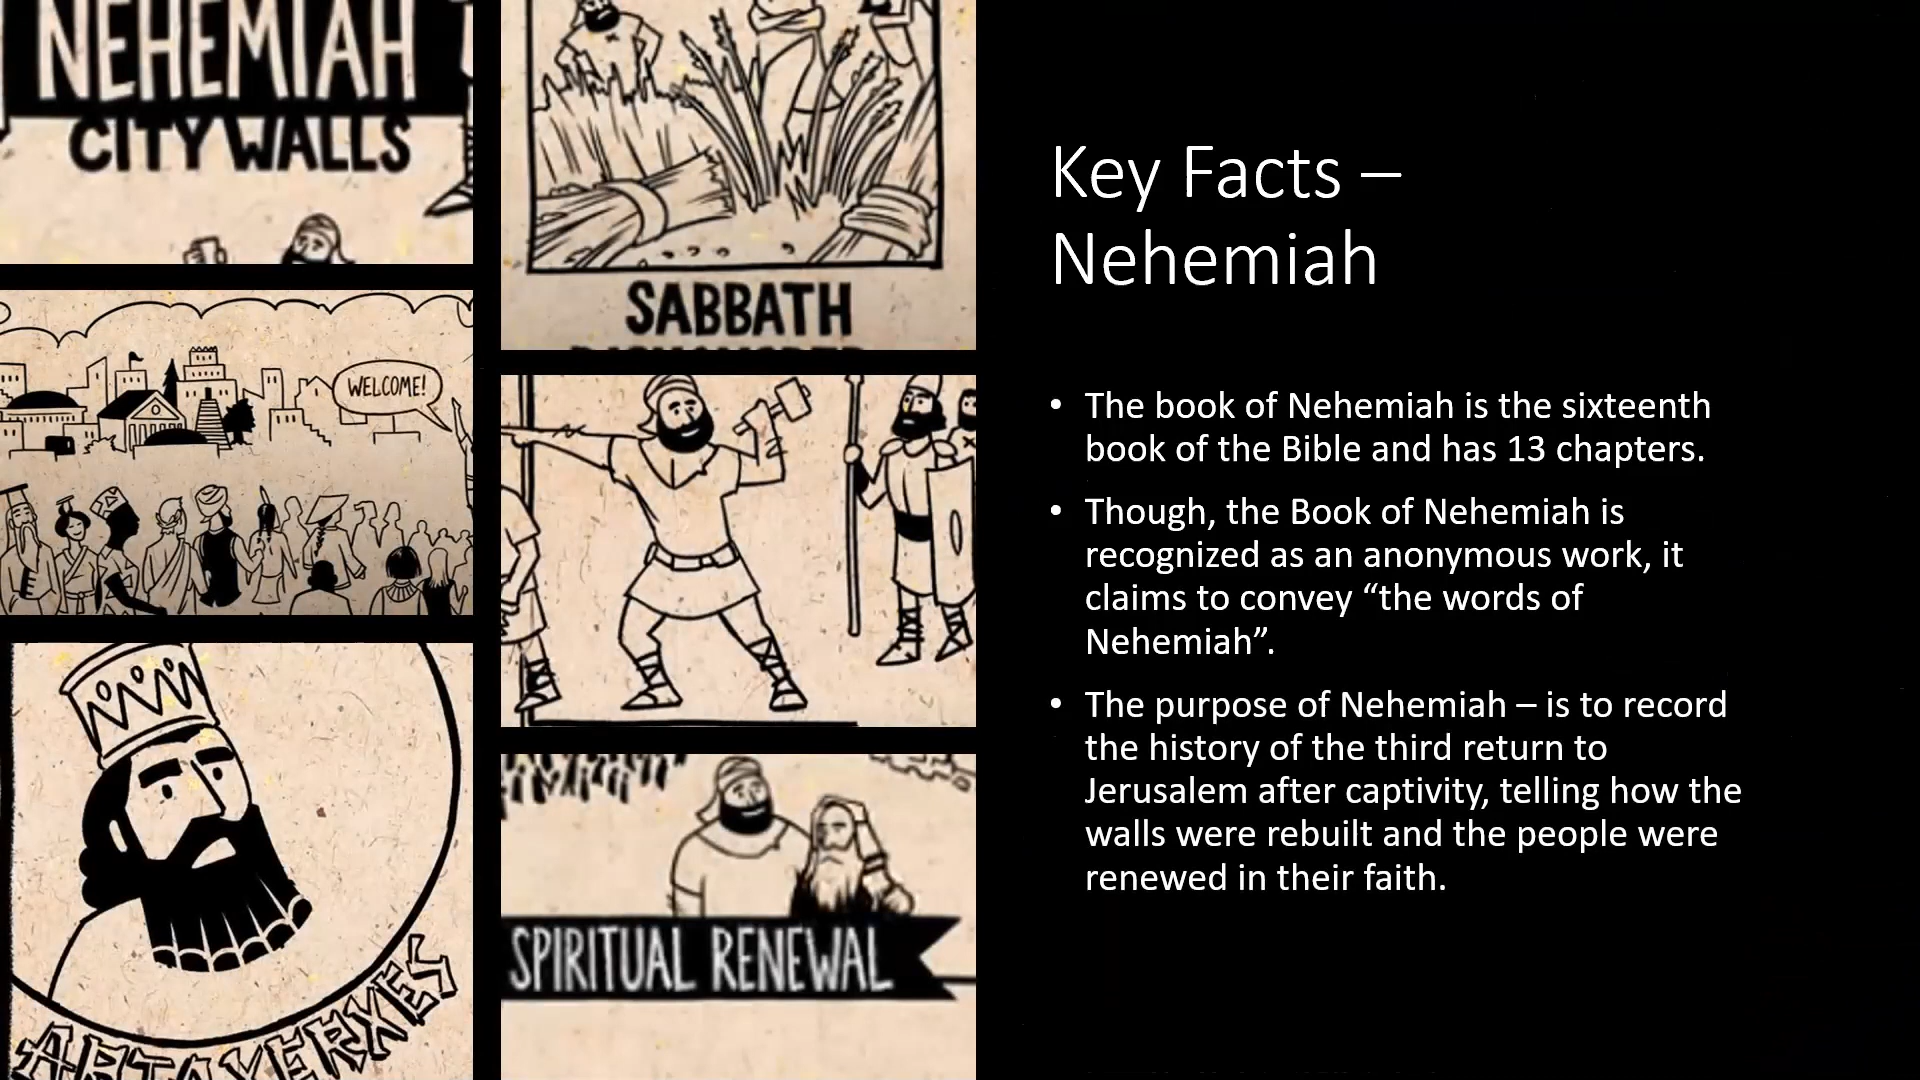 NEHEMIAH
CITY WALLS
WELCOME!
ARTAXERXES
SABBATH
SPIRITUAL RENEWAL
Key Facts –
Nehemiah
• The book of Nehemiah is the sixteenth
book of the Bible and has 13 chapters.
• Though, the Book of Nehemiah is
recognized as an anonymous work, it
claims to convey “the words of
Nehemiah”.
• The purpose of Nehemiah – is to record
the history of the third return to
Jerusalem after captivity, telling how the
walls were rebuilt and the people were
renewed in their faith.